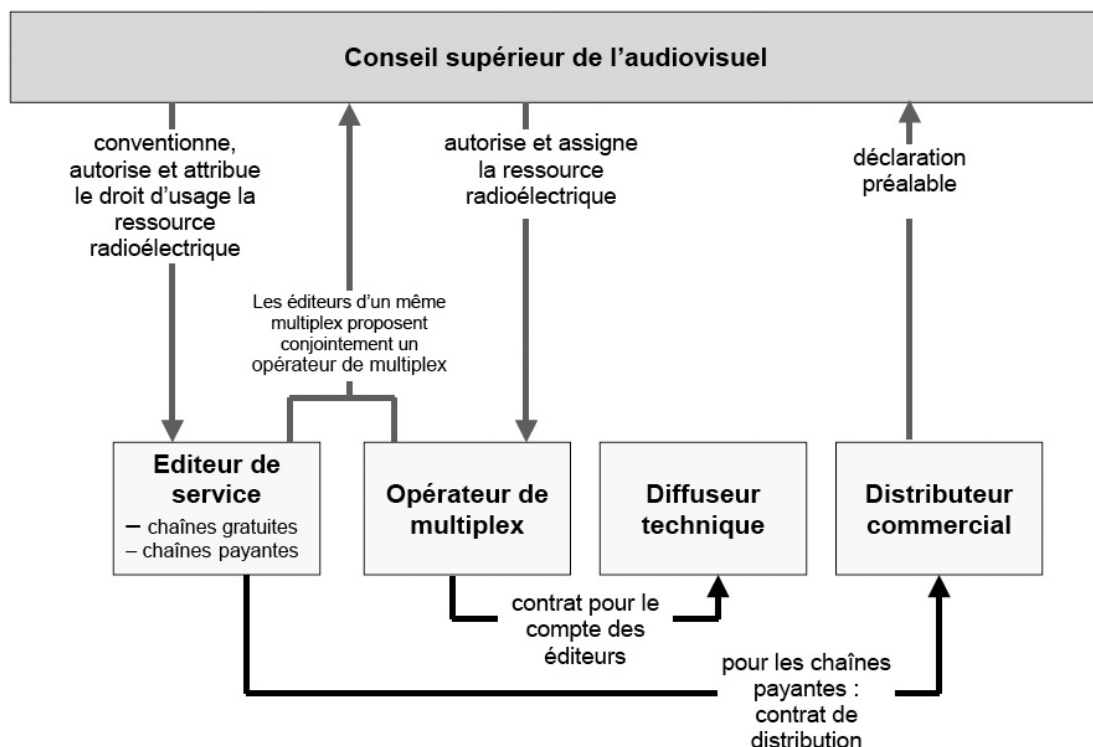 Conseil supérieur de l’audiovisuel
conventionne,
autorise et attribue
le droit d’usage la
ressource
radioélectrique
Les éditeurs d’un même
multiplex proposent
conjointement un
opérateur de multiplex
autorise et assigne
la ressource
radioélectrique
déclaration
préalable
Editeur de
service
– chaînes gratuites
– chaînes payantes
Opérateur de
multiplex
Diffuseur
technique
Distributeur
commercial
contrat pour le
compte des
éditeurs
pour les chaînes
payantes :
contrat de
distribution